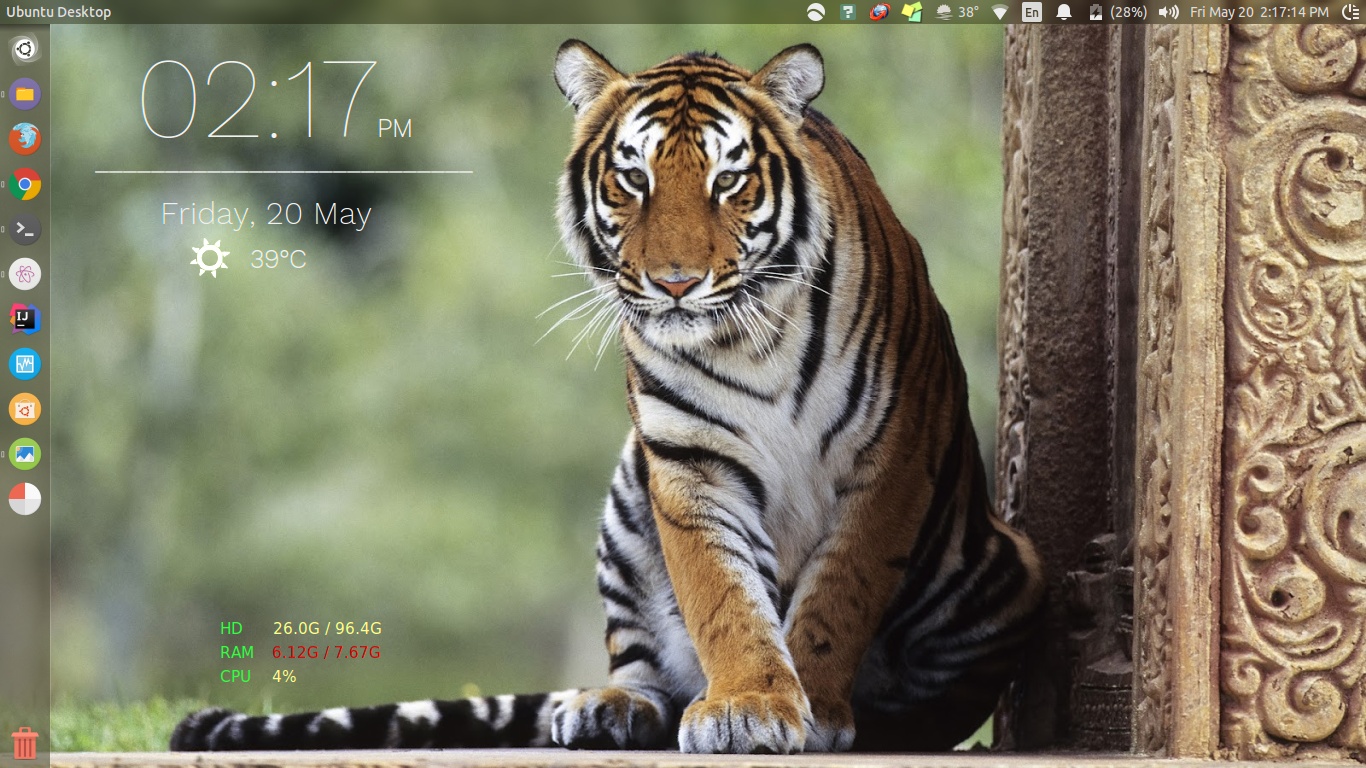 Ubuntu Desktop
? 38° En (28%) Fri May 20 2:17:14 PM
02:17 PM
Friday, 20 May
39°C
IJ
HD 26.0G / 96.4G
RAM 6.12G / 7.67G
CPU 4%